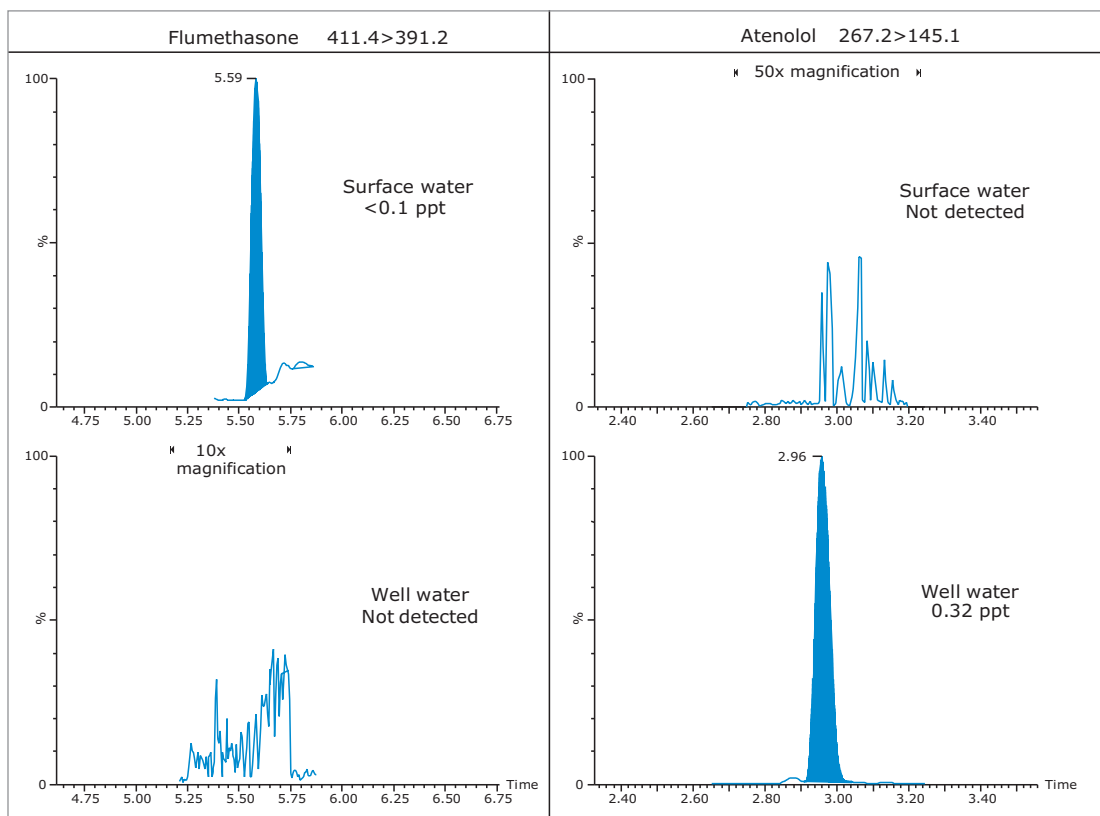 Flumethasone 411.4>391.2
5.59
100
%
0
Surface water
<0.1 ppt
4.75 5.00 5.25 5.50 5.75 6.00 6.25 6.50 6.75
10x
magnification
100
%
0
Well water
Not detected
4.75 5.00 5.25 5.50 5.75 6.00 6.25 6.50 6.75
Time
Atenolol 267.2>145.1
50x magnification
100
%
0
Surface water
Not detected
2.40 2.60 2.80 3.00 3.20 3.40
2.96
100
%
0
Well water
0.32 ppt
2.40 2.60 2.80 3.00 3.20 3.40
Time